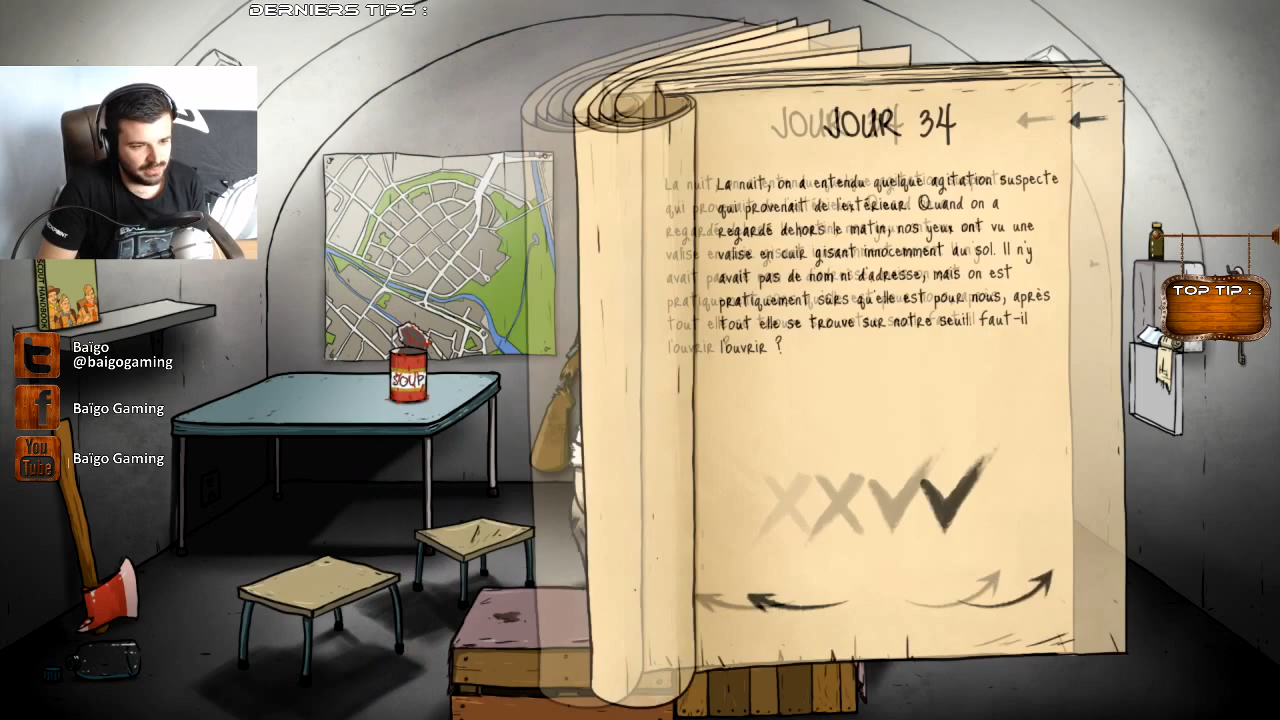 DERNIERS TIPS :
JOUR 34
La nuit, on a entendu quelque agitation suspecte
qui provenait de l'extérieur. Quand on a
regardé dehors le matin, nos yeux ont vu une
valise en cuir gisant innocemment au sol. Il n'y
avait pas de nom ni d'adresse, mais on est
pratiquement sûrs qu'elle est pour nous, après
tout elle se trouve sur notre seuil. Faut-il
l'ouvrir ?
TOP TIP :
SCOUT HANDBOOK
SOUP
Baïgo
@baigogaming
Baïgo Gaming
You
Tube
Baïgo Gaming